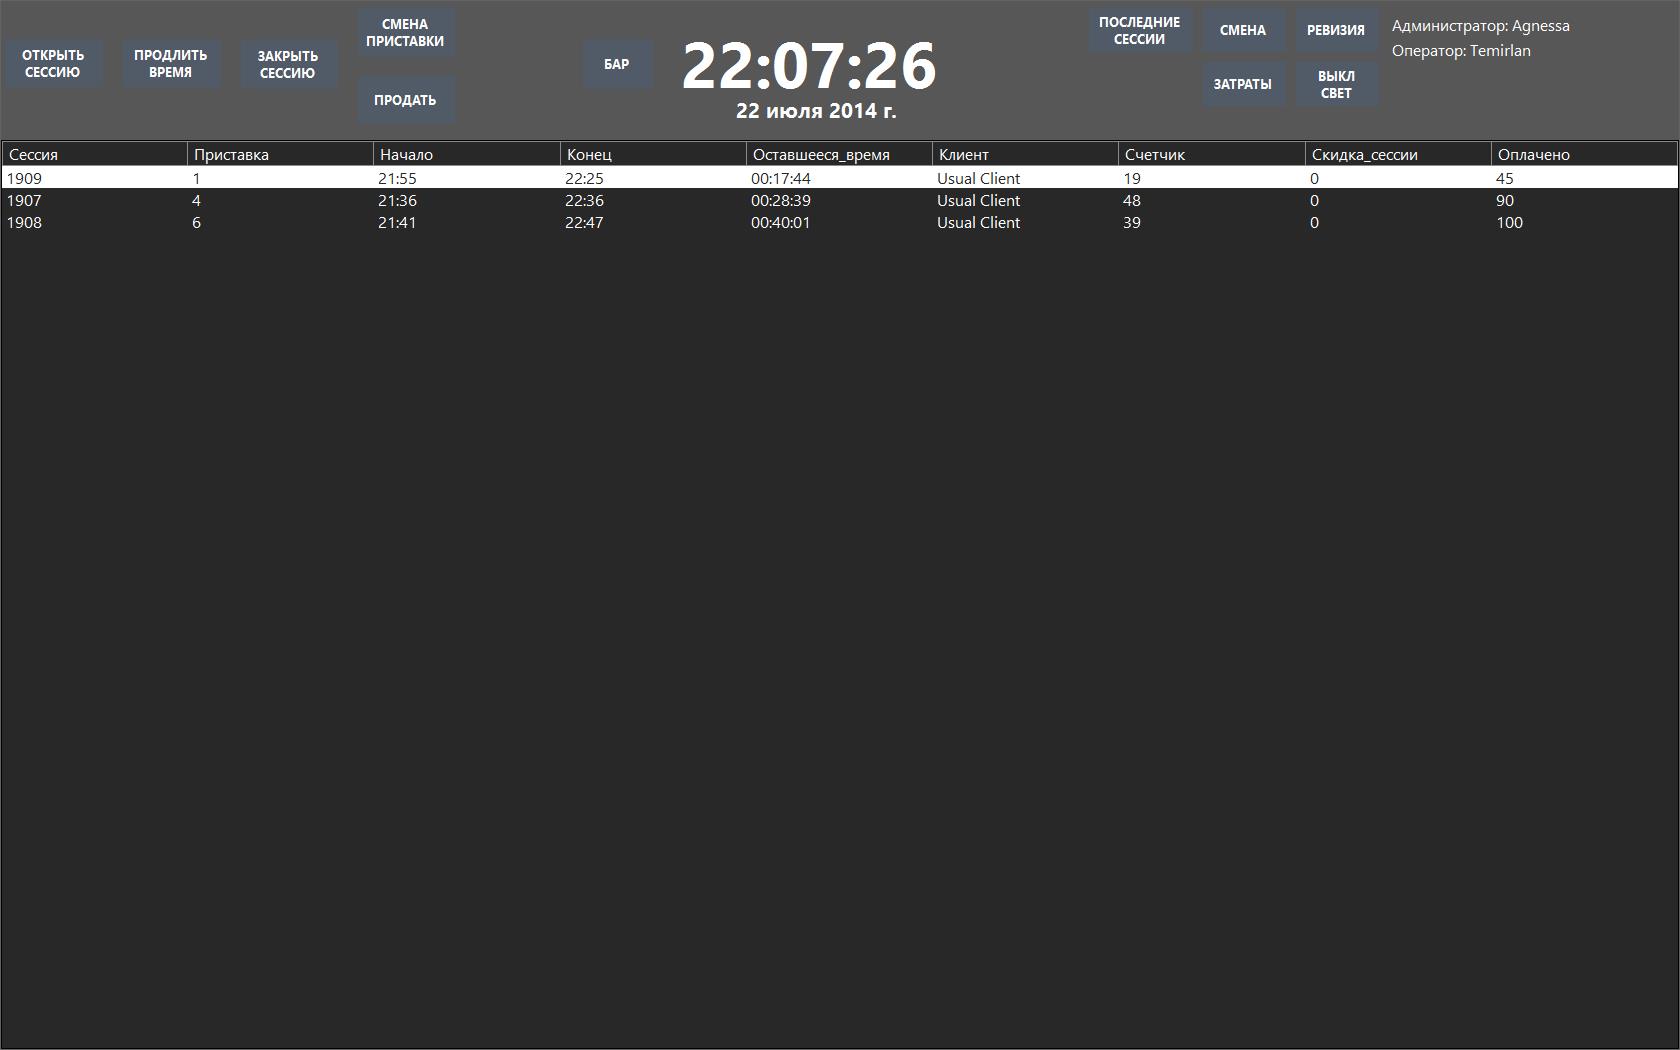 ОТКРЫТЬ
СЕССИЮ
ПРОДЛИТЬ
ВРЕМЯ
ЗАКРЫТЬ
СЕССИЮ
СМЕНА
ПРИСТАВКИ
ПРОДАТЬ
БАР
22:07:26
22 июля 2014 г.
ПОСЛЕДНИЕ
СЕССИИ
СМЕНА
РЕВИЗИЯ
ЗАТРАТЫ
ВЫКЛ
СВЕТ
Администратор: Agnessa
Оператор: Temirlan
Сессия Приставка Начало Конец Оставшееся_время Клиент Счетчик Скидка_сессии Оплачено
1909 1 21:55 22:25 00:17:44 Usual Client 19 0 45
1907 4 21:36 22:36 00:28:39 Usual Client 48 0 90
1908 6 21:41 22:47 00:40:01 Usual Client 39 0 100